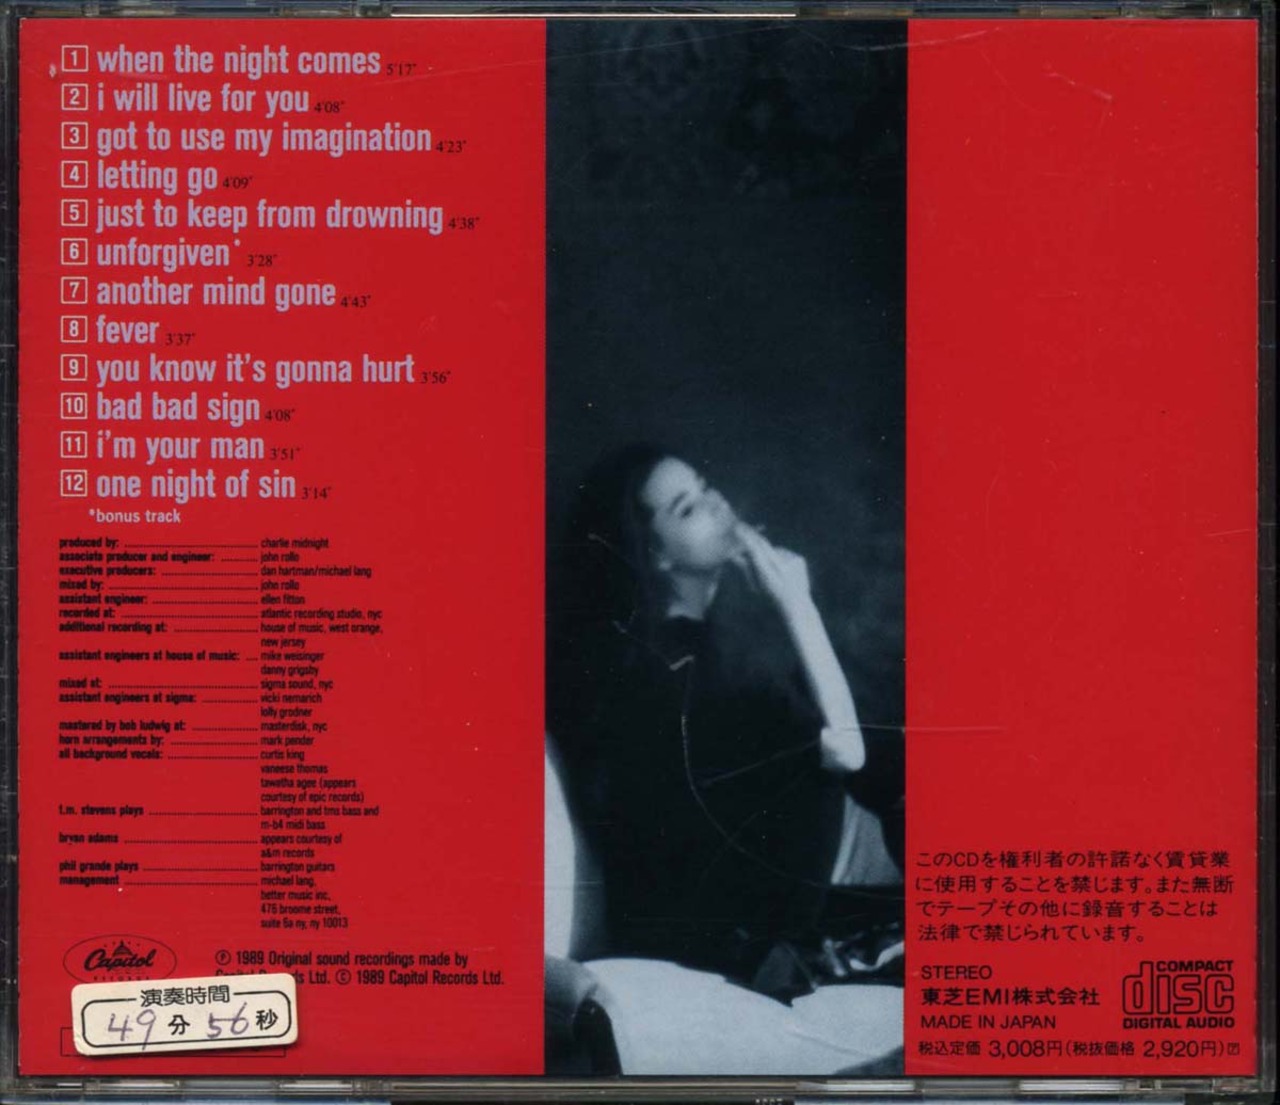 1 when the night comes 5'17"
2 i will live for you 4'08"
3 got to use my imagination 4'23"
4 letting go 4'09"
5 just to keep from drowning 4'38"
6 unforgiven* 3'28"
7 another mind gone 4'43"
8 fever 3'37"
9 you know it's gonna hurt 3'56"
10 bad bad sign 4'08"
11 i'm your man 3'51"
12 one night of sin 3'14"
*bonus track
produced by: charlie midnight
associate producer and engineer: john rollo
executive producers: dan hartman/michael lang
mixed by: john rollo
assistant engineer: ellen fitton
recorded at: atlantic recording studio, nyc
additional recording at: house of music, west orange,
new jersey
assistant engineers at house of music: mike weisinger
danny grigsby
mixed at: sigma sound, nyc
assistant engineers at sigma: vicki nemarich
lolly grodner
mastered by bob ludwig at: masterdisk, nyc
horn arrangements by: mark pender
all background vocals: curtis king
vaneese thomas
tawatha agee (appears
courtesy of epic records)
t.m. stevens plays barrington and tms bass and
m-b4 midi bass
bryan adams appears courtesy of
a&m records
phil grande plays barrington guitars
management michael lang,
better music inc,
476 broome street,
suite 6a ny, ny 10013
Capitol
Ⓟ 1989 Original sound recordings made by
Ltd. © 1989 Capitol Records Ltd.
演奏時間
49分56秒
このCDを権利者の許諾なく賃貸業
に使用することを禁じます。また無断
でテープその他に録音することは
法律で禁じられています。
STEREO
東芝EMI株式会社
MADE IN JAPAN
税込定価 3,008円(税抜価格 2,920円)
COMPACT
disc
DIGITAL AUDIO